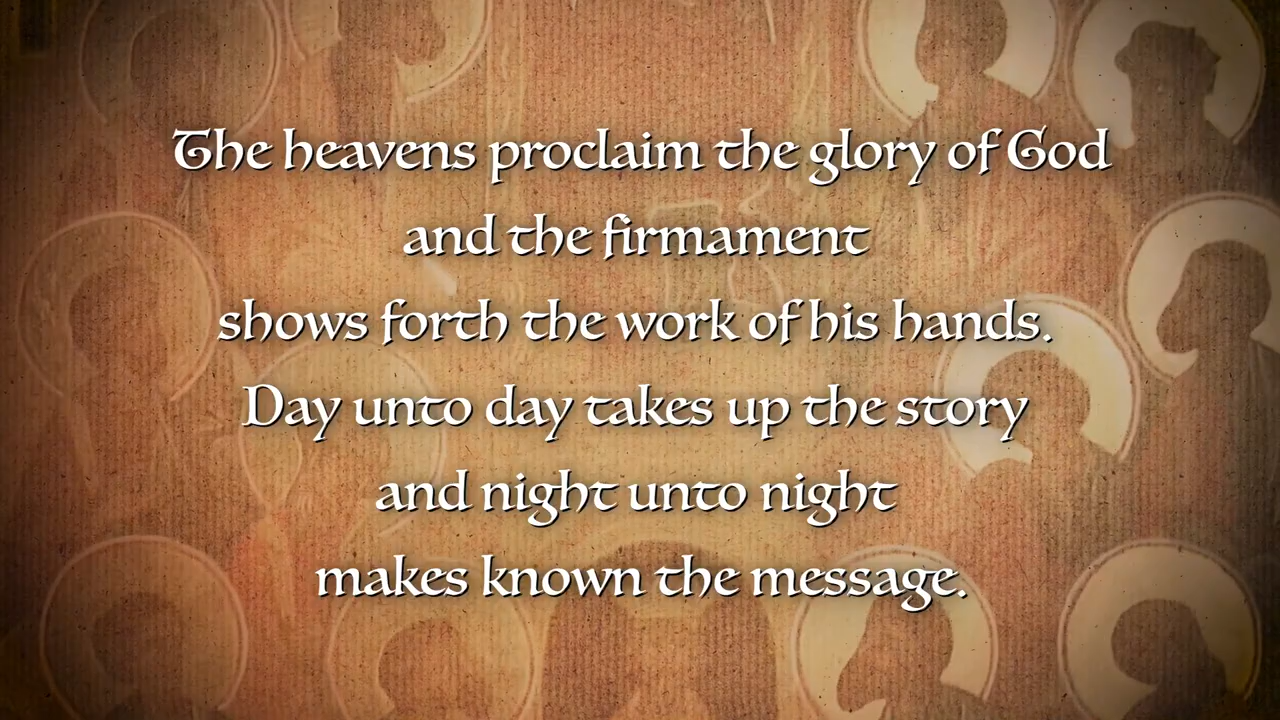 The heavens proclaim the glory of God
and the firmament
shows forth the work of his hands.
Day unto day takes up the story
and night unto night
makes known the message.